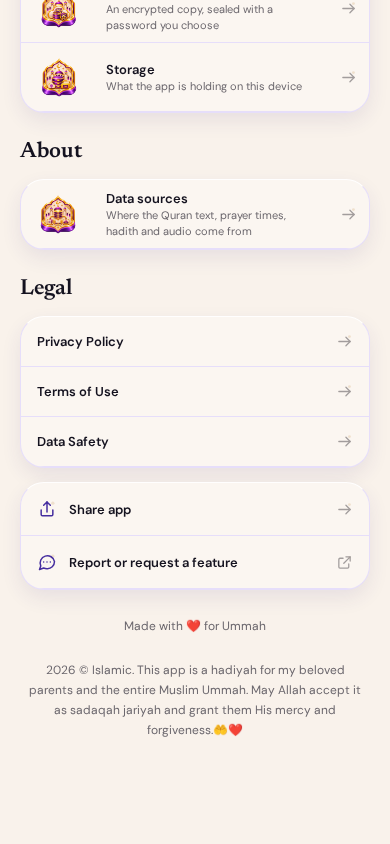 An encrypted copy, sealed with a
password you choose
Storage
What the app is holding on this device
About
Data sources
Where the Quran text, prayer times,
hadith and audio come from
Legal
Privacy Policy
Terms of Use
Data Safety
Share app
Report or request a feature
Made with ❤️ for Ummah
2026 © Islamic. This app is a hadiyah for my beloved
parents and the entire Muslim Ummah. May Allah accept it
as sadaqah jariyah and grant them His mercy and
forgiveness.🤲❤️